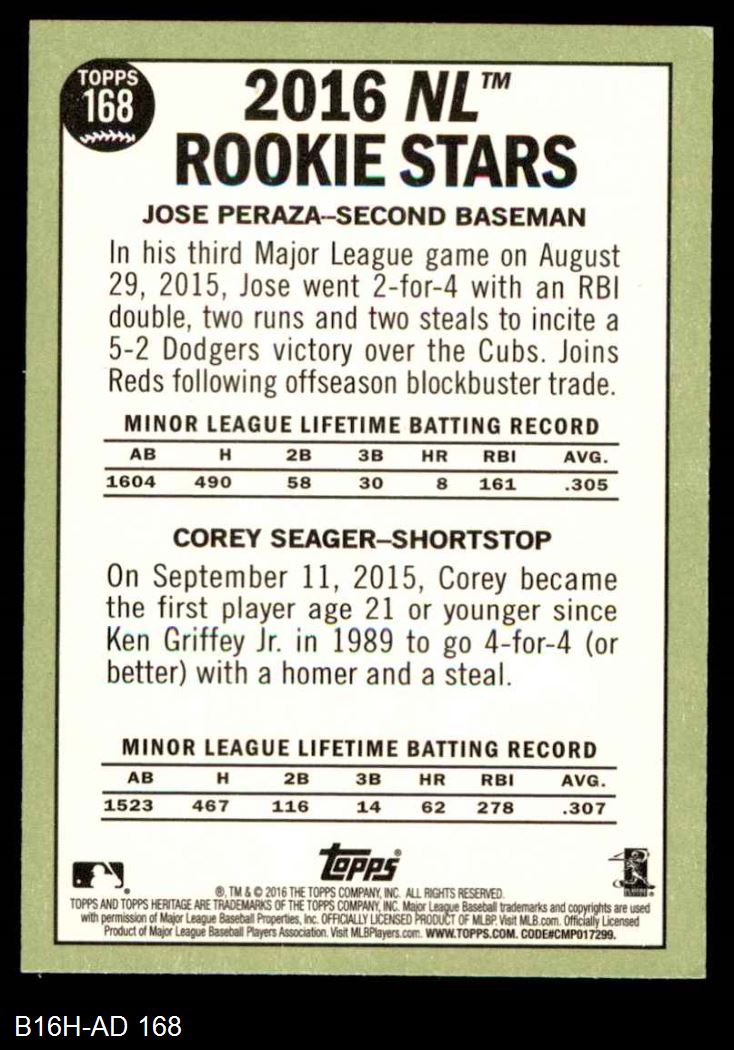 TOPPS
168
2016 NL™
ROOKIE STARS
JOSE PERAZA–SECOND BASEMAN
In his third Major League game on August
29, 2015, Jose went 2-for-4 with an RBI
double, two runs and two steals to incite a
5-2 Dodgers victory over the Cubs. Joins
Reds following offseason blockbuster trade.
MINOR LEAGUE LIFETIME BATTING RECORD
AB H 2B 3B HR RBI AVG.
1604 490 58 30 8 161 .305
COREY SEAGER–SHORTSTOP
On September 11, 2015, Corey became
the first player age 21 or younger since
Ken Griffey Jr. in 1989 to go 4-for-4 (or
better) with a homer and a steal.
MINOR LEAGUE LIFETIME BATTING RECORD
AB H 2B 3B HR RBI AVG.
1523 467 116 14 62 278 .307
Topps®
®, TM & © 2016 THE TOPPS COMPANY, INC. ALL RIGHTS RESERVED.
TOPPS AND TOPPS HERITAGE ARE TRADEMARKS OF THE TOPPS COMPANY, INC. Major League Baseball trademarks and copyrights are used
with permission of Major League Baseball Properties, Inc. OFFICIALLY LICENSED PRODUCT OF MLBP. Visit MLB.com. Officially Licensed
Product of Major League Baseball Players Association. Visit MLBPlayers.com. WWW.TOPPS.COM. CODE#CMP017299.
B16H-AD 168